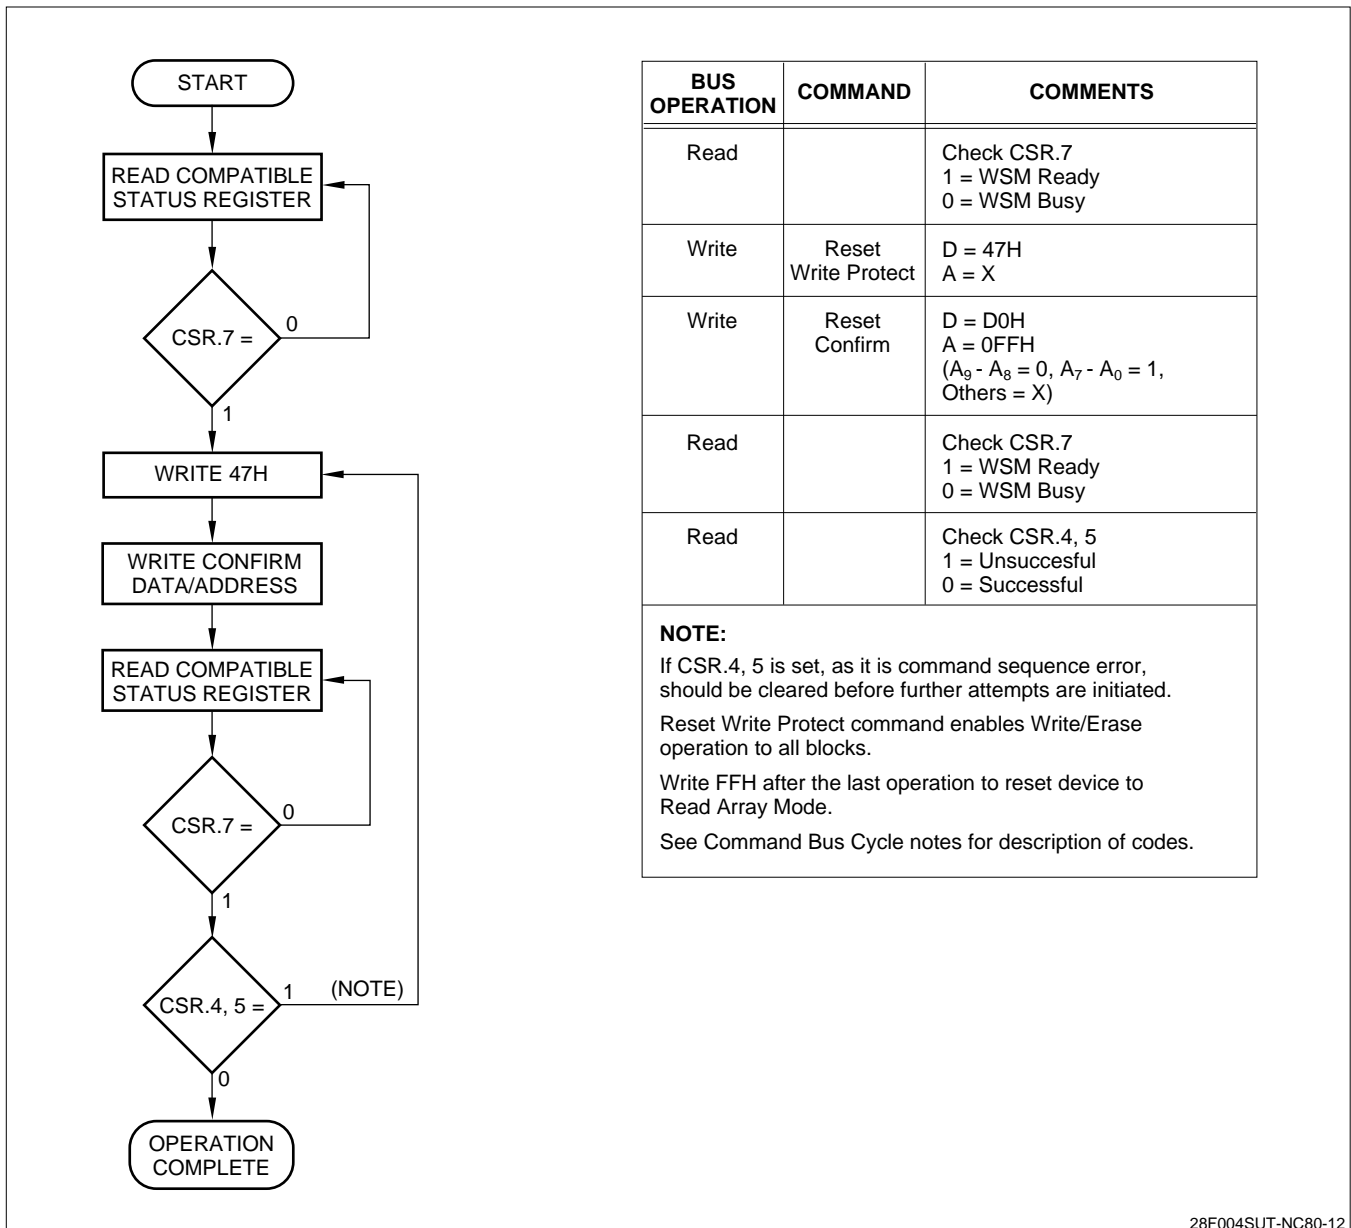 START
READ COMPATIBLE
STATUS REGISTER
CSR.7 =
0
1
WRITE 47H
WRITE CONFIRM
DATA/ADDRESS
READ COMPATIBLE
STATUS REGISTER
CSR.7 =
0
1
CSR.4, 5 =
1
(NOTE)
0
OPERATION
COMPLETE
BUS
OPERATION
COMMAND
COMMENTS
Read
Check CSR.7
1 = WSM Ready
0 = WSM Busy
Write
Reset
Write Protect
D = 47H
A = X
Write
Reset
Confirm
D = D0H
A = 0FFH
(A₉ - A₈ = 0, A₇ - A₀ = 1,
Others = X)
Read
Check CSR.7
1 = WSM Ready
0 = WSM Busy
Read
Check CSR.4, 5
1 = Unsuccesful
0 = Successful
NOTE:
If CSR.4, 5 is set, as it is command sequence error,
should be cleared before further attempts are initiated.
Reset Write Protect command enables Write/Erase
operation to all blocks.
Write FFH after the last operation to reset device to
Read Array Mode.
See Command Bus Cycle notes for description of codes.
28F004SUT-NC80-12